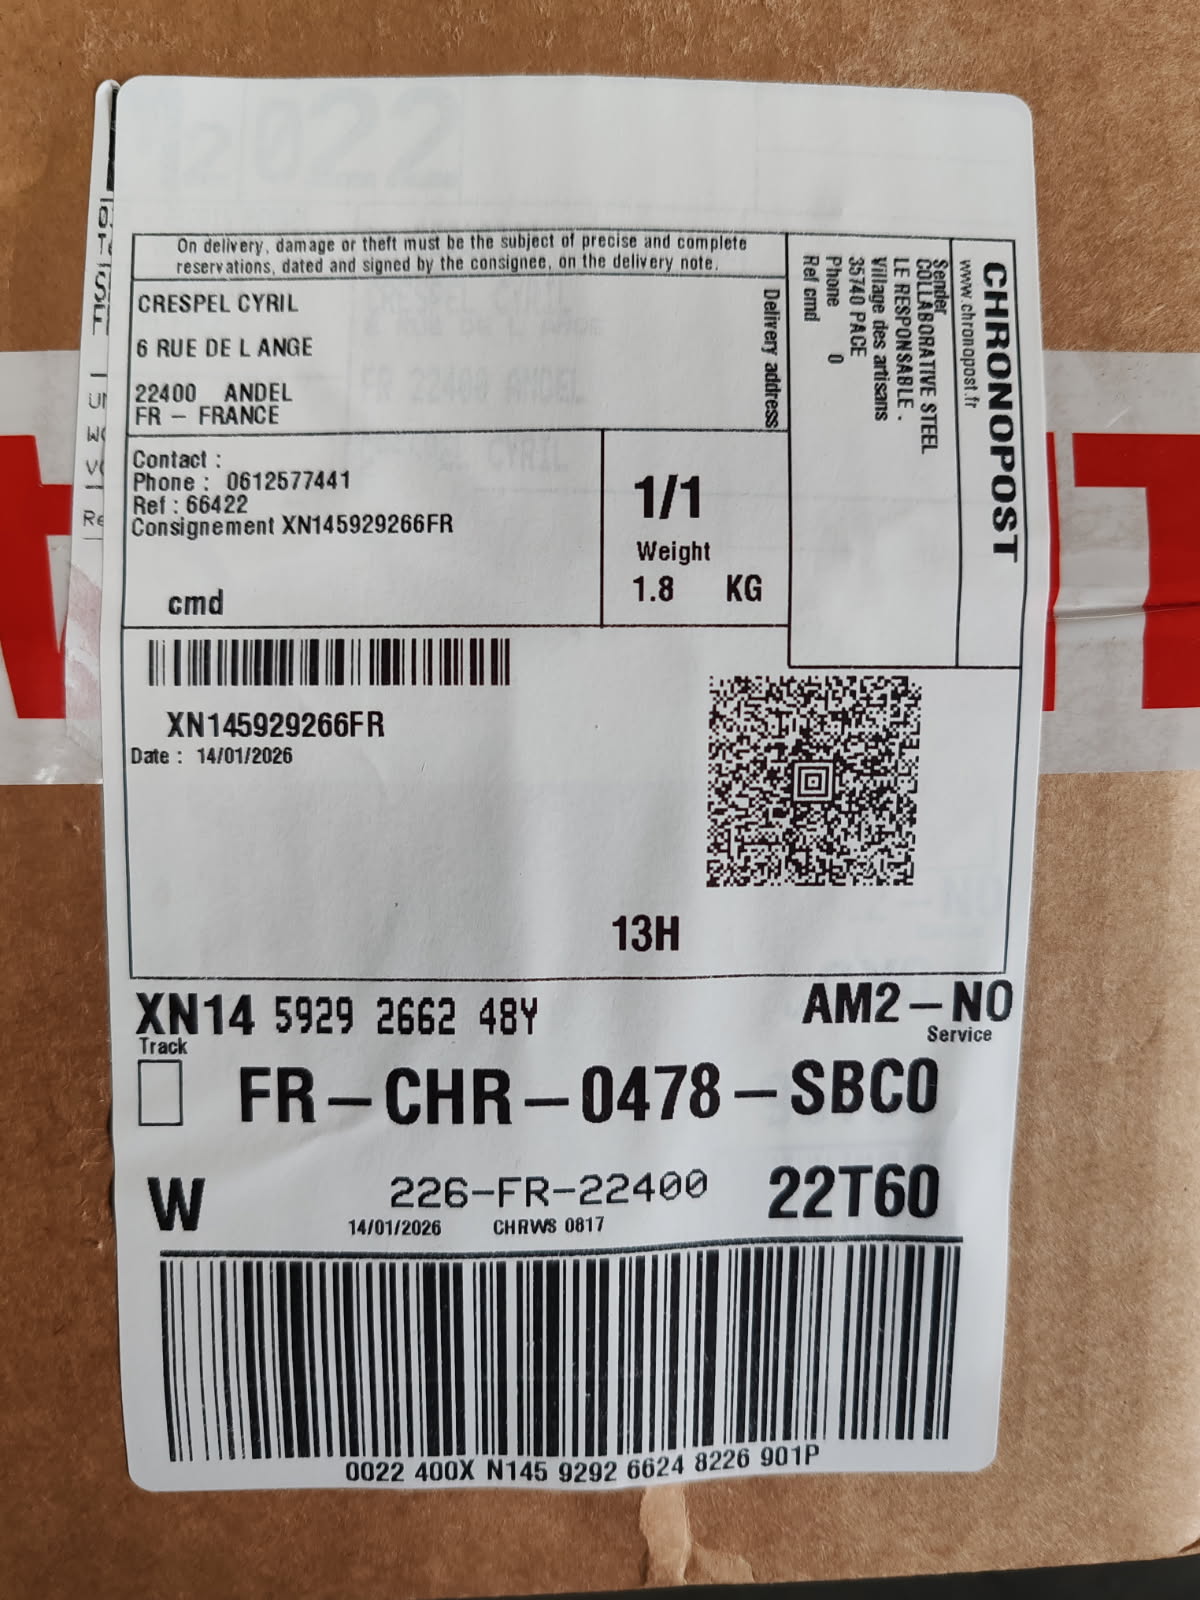 On delivery, damage or theft must be the subject of precise and complete
reservations, dated and signed by the consignee, on the delivery note.
CRESPEL CYRIL
6 RUE DE L ANGE
22400 ANDEL
FR - FRANCE
Delivery address
Contact :
Phone : 0612577441
Ref : 66422
Consignement XN145929266FR
cmd
1/1
Weight
1.8 KG
CHRONOPOST
www.chronopost.fr
Sender
COLLABORATIVE STEEL
LE RESPONSABLE .
Village des artisans
35740 PACE
Phone 0
Ref cmd
XN145929266FR
Date : 14/01/2026
13H
XN14 5929 2662 48Y
Track
AM2-NO
Service
FR-CHR-0478-SBC0
W
226-FR-22400
22T60
14/01/2026 CHRWS 0817
0022 400X N145 9292 6624 8226 901P